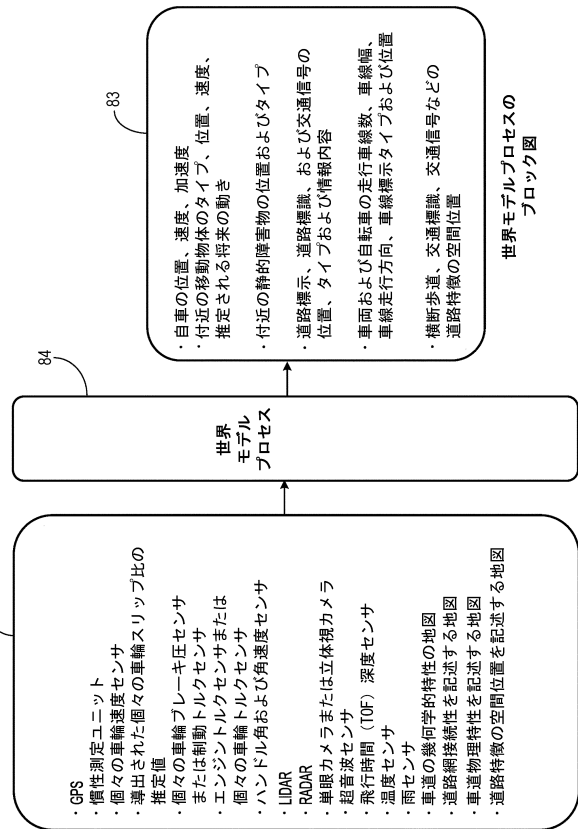 ・GPS
・慣性測定ユニット
・個々の車輪速度センサ
・導出された個々の車輪スリップ比の
推定値
・個々の車輪ブレーキ圧センサ
または制動トルクセンサ
・エンジントルクセンサまたは
個々の車輪トルクセンサ
・ハンドル角および角速度センサ
・LIDAR
・RADAR
・単眼カメラまたは立体視カメラ
・超音波センサ
・飛行時間（TOF）深度センサ
・温度センサ
・雨センサ
・車道の幾何学的特性の地図
・道路網接続性を記述する地図
・車道物理特性を記述する地図
・道路特徴の空間位置を記述する地図
84
世界
モデル
プロセス
83
・自車の位置、速度、加速度
・付近の移動物体のタイプ、位置、速度、
推定される将来の動き
・付近の静的障害物の位置およびタイプ
・道路標示、道路標識、および交通信号の
位置、タイプおよび情報内容
・車両および自転車の走行車線数、車線幅、
車線走行方向、車線標示タイプおよび位置
・横断歩道、交通標識、交通信号などの
道路特徴の空間位置
世界モデルプロセスの
ブロック図